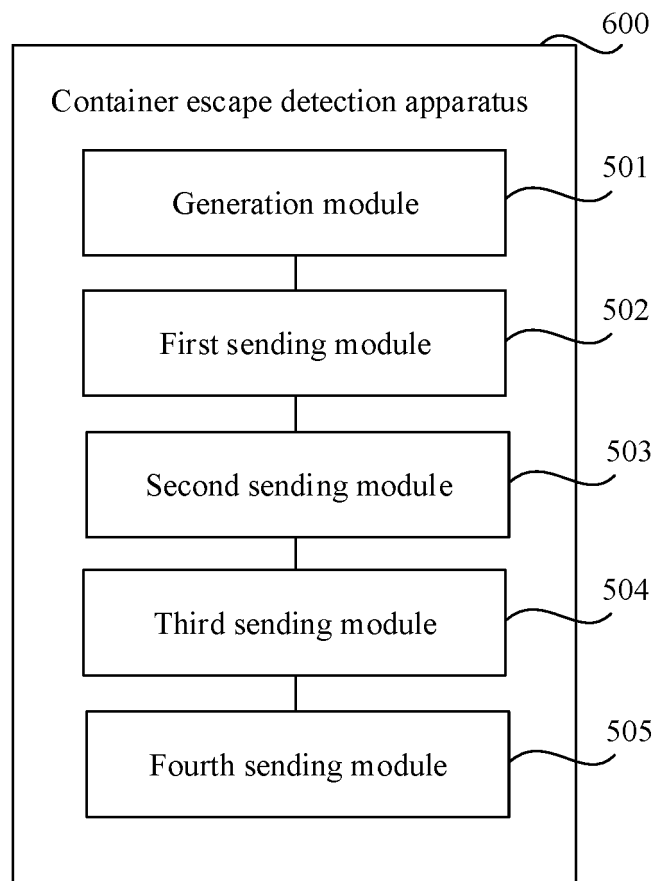 600
Container escape detection apparatus
501
Generation module
502
First sending module
503
Second sending module
504
Third sending module
505
Fourth sending module